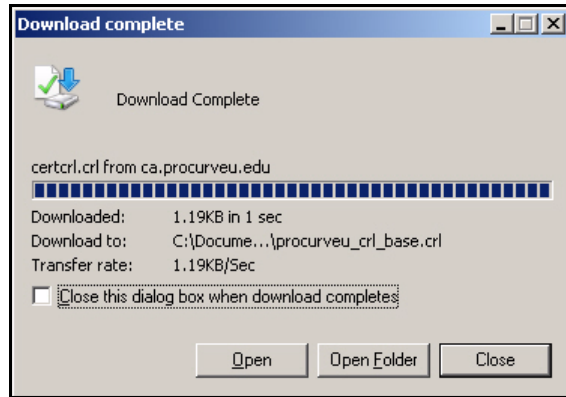 Download complete
Download Complete
certcrl.crl from ca.procurveu.edu
Downloaded: 1.19KB in 1 sec
Download to: C:\Docume...\procurveu_crl_base.crl
Transfer rate: 1.19KB/Sec
Close this dialog box when download completes
Open Open Folder Close